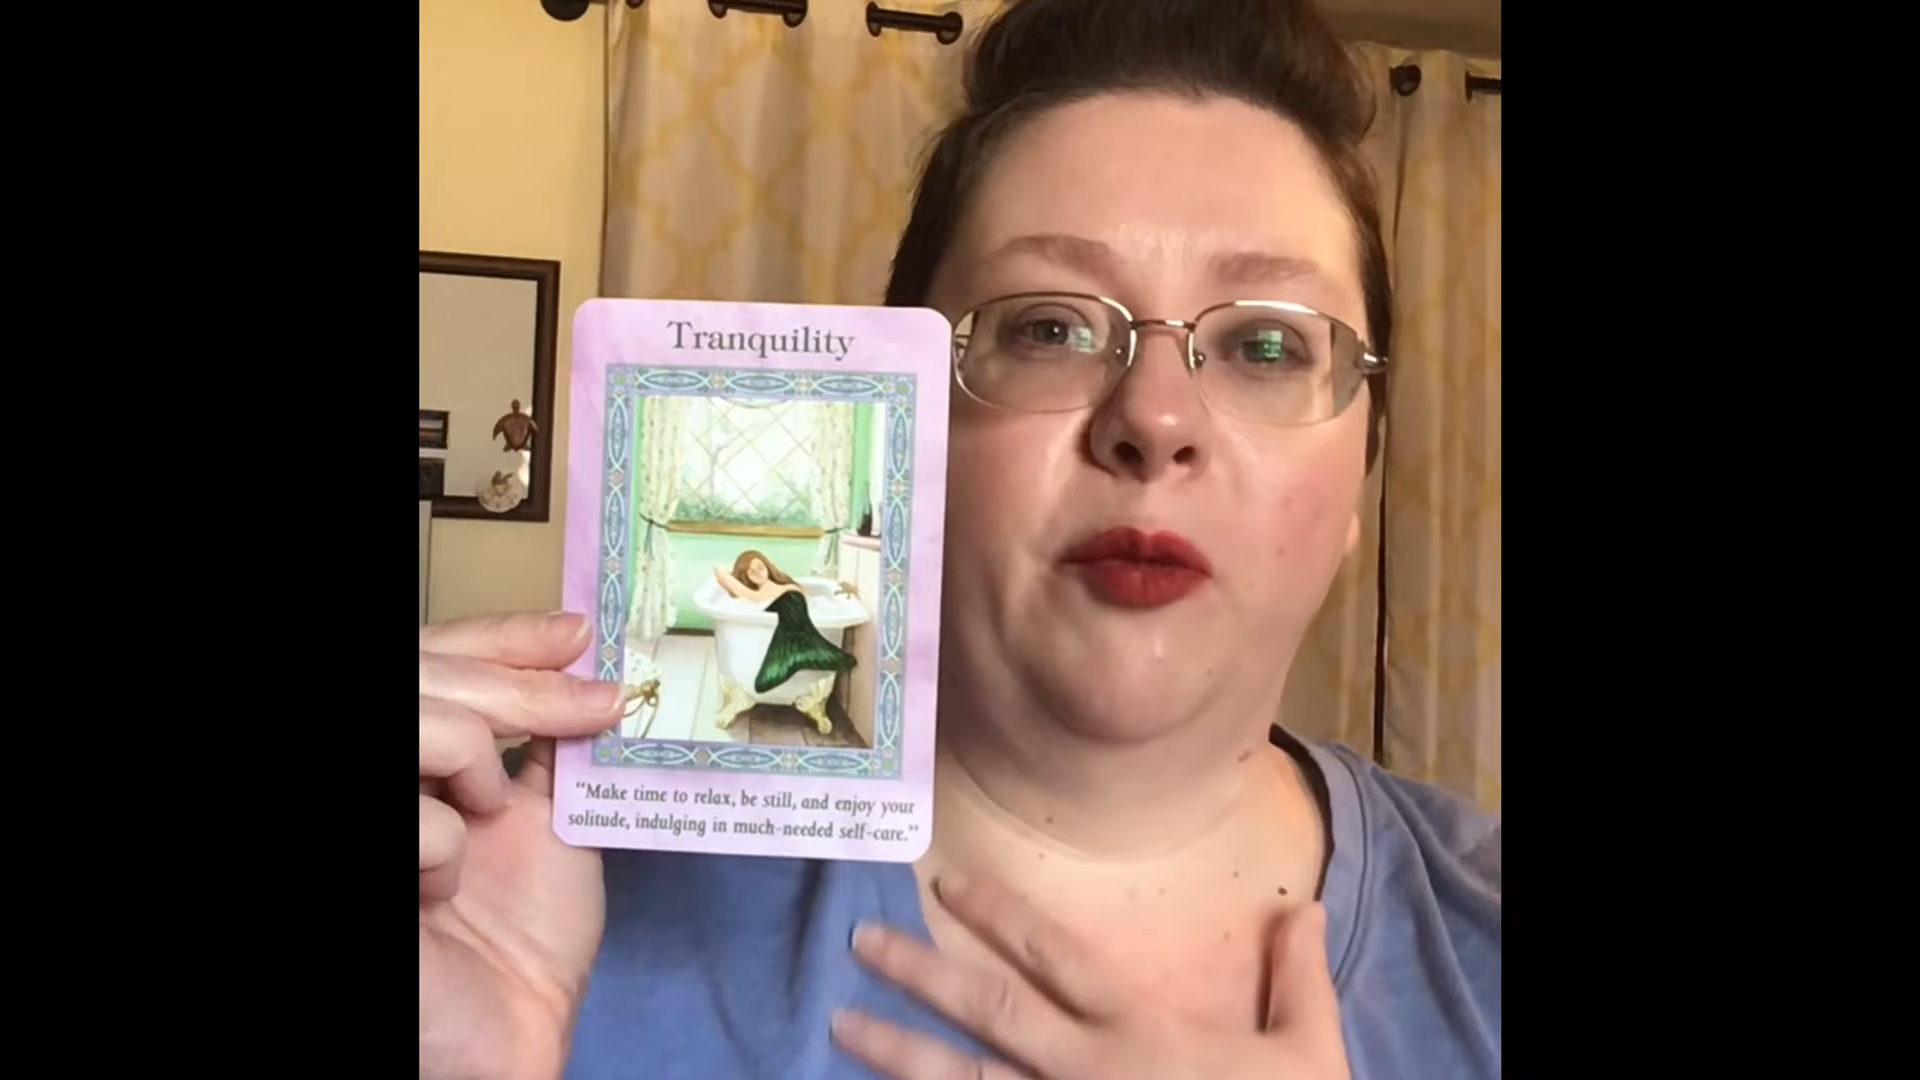 Tranquility
“Make time to relax, be still, and enjoy your
solitude, indulging in much-needed self-care.”